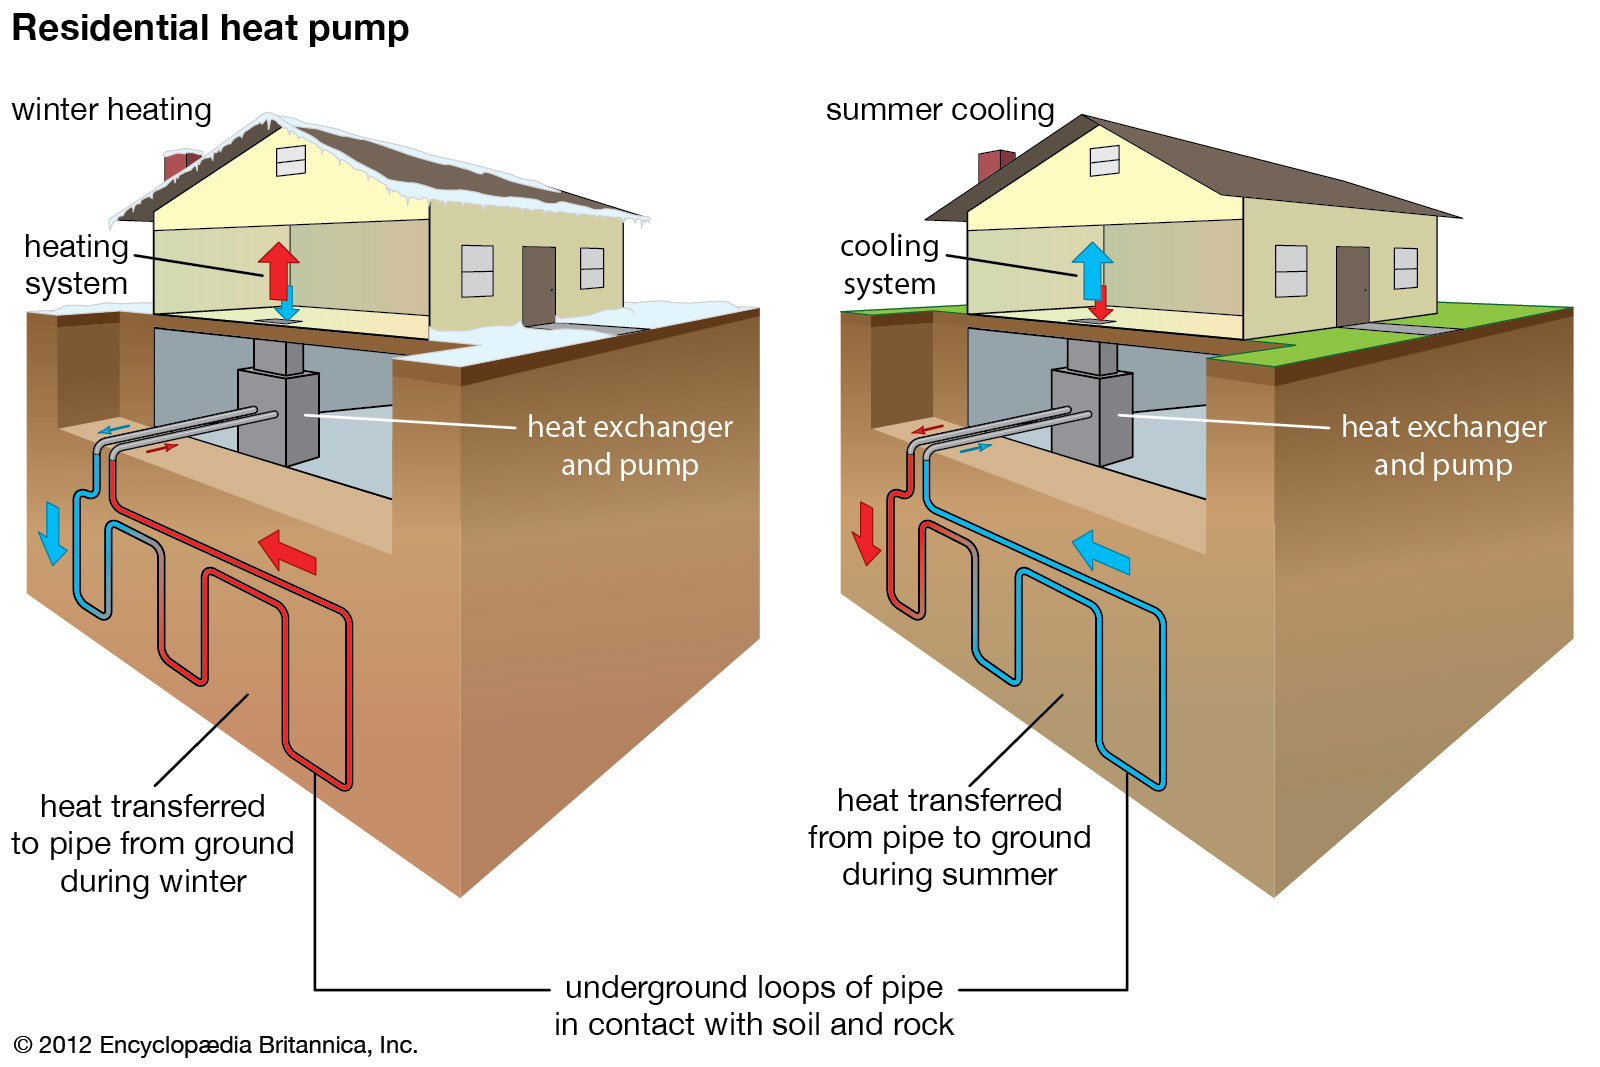 Residential heat pump
winter heating
heating
system
heat exchanger
and pump
heat transferred
to pipe from ground
during winter
summer cooling
cooling
system
heat exchanger
and pump
heat transferred
from pipe to ground
during summer
underground loops of pipe
in contact with soil and rock
© 2012 Encyclopædia Britannica, Inc.